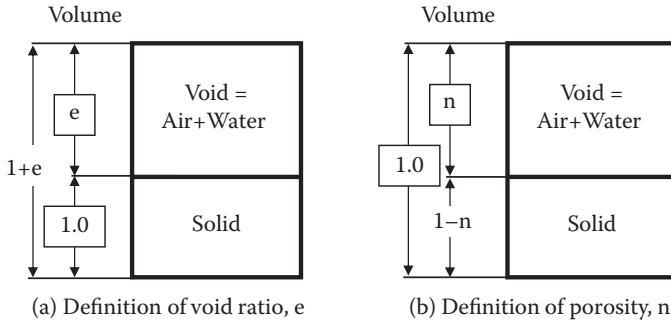 Volume
Void =
Air+Water
e
1+e
1.0
Solid
(a) Definition of void ratio, e
Volume
Void =
Air+Water
n
1.0
1–n
Solid
(b) Definition of porosity, n